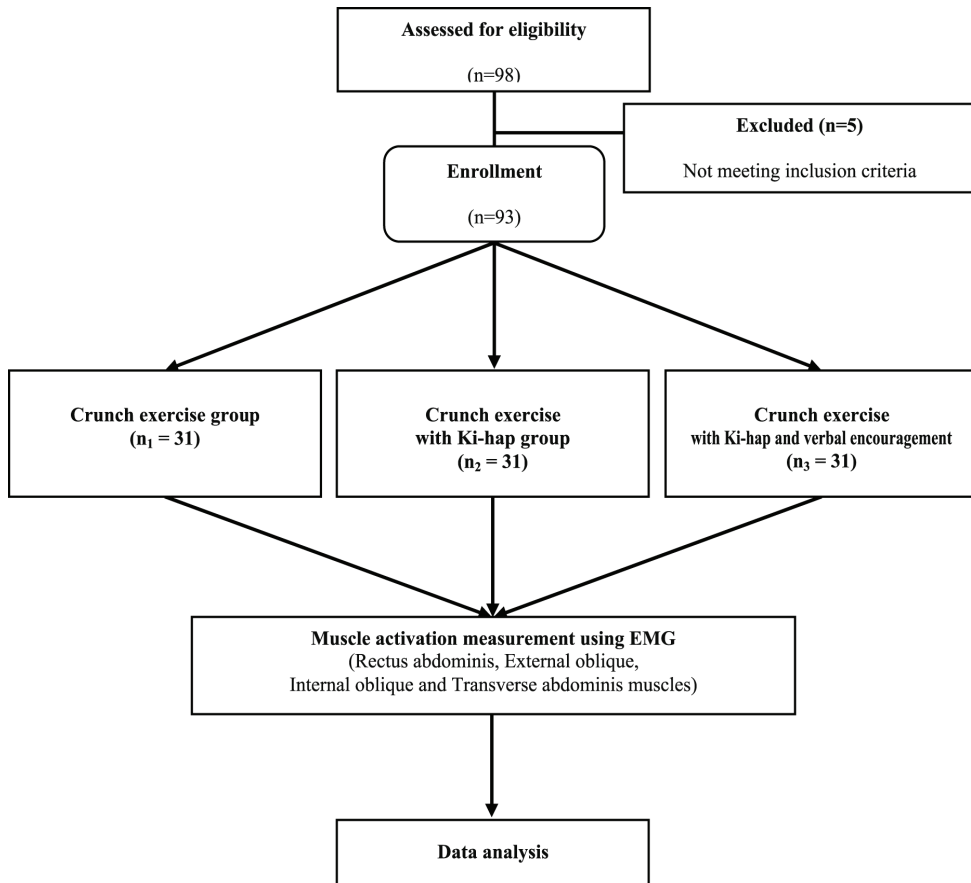 Assessed for eligibility
(n=98)
Excluded (n=5)
Not meeting inclusion criteria
Enrollment
(n=93)
Crunch exercise group
(n₁ = 31)
Crunch exercise
with Ki-hap group
(n₂ = 31)
Crunch exercise
with Ki-hap and verbal encouragement
(n₃ = 31)
Muscle activation measurement using EMG
(Rectus abdominis, External oblique,
Internal oblique and Transverse abdominis muscles)
Data analysis